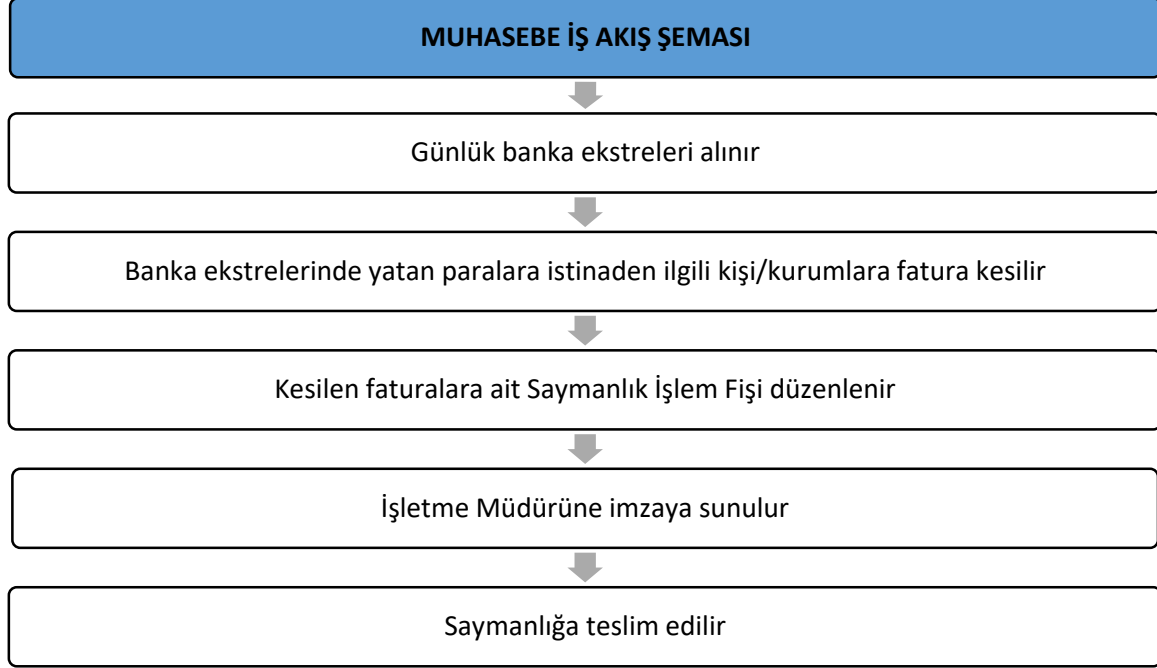 MUHASEBE İŞ AKIŞ ŞEMASI
Günlük banka ekstreleri alınır
Banka ekstrelerinde yatan paralara istinaden ilgili kişi/kurumlara fatura kesilir
Kesilen faturalara ait Saymanlık İşlem Fişi düzenlenir
İşletme Müdürüne imzaya sunulur
Saymanlığa teslim edilir